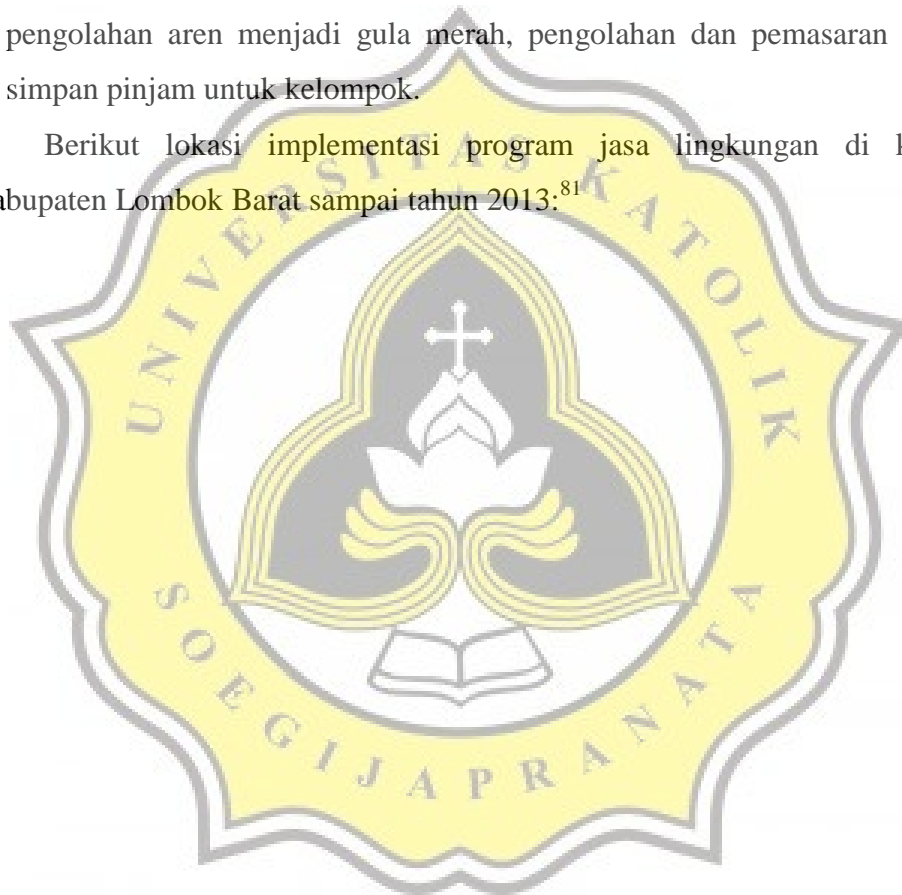 pengolahan aren menjadi gula merah, pengolahan dan pemasaran
simpan pinjam untuk kelompok.
Berikut lokasi implementasi program jasa lingkungan di k
abupaten Lombok Barat sampai tahun 2013:81
UNIVERSITAS KATOLIK
SOEGIJAPRANATA